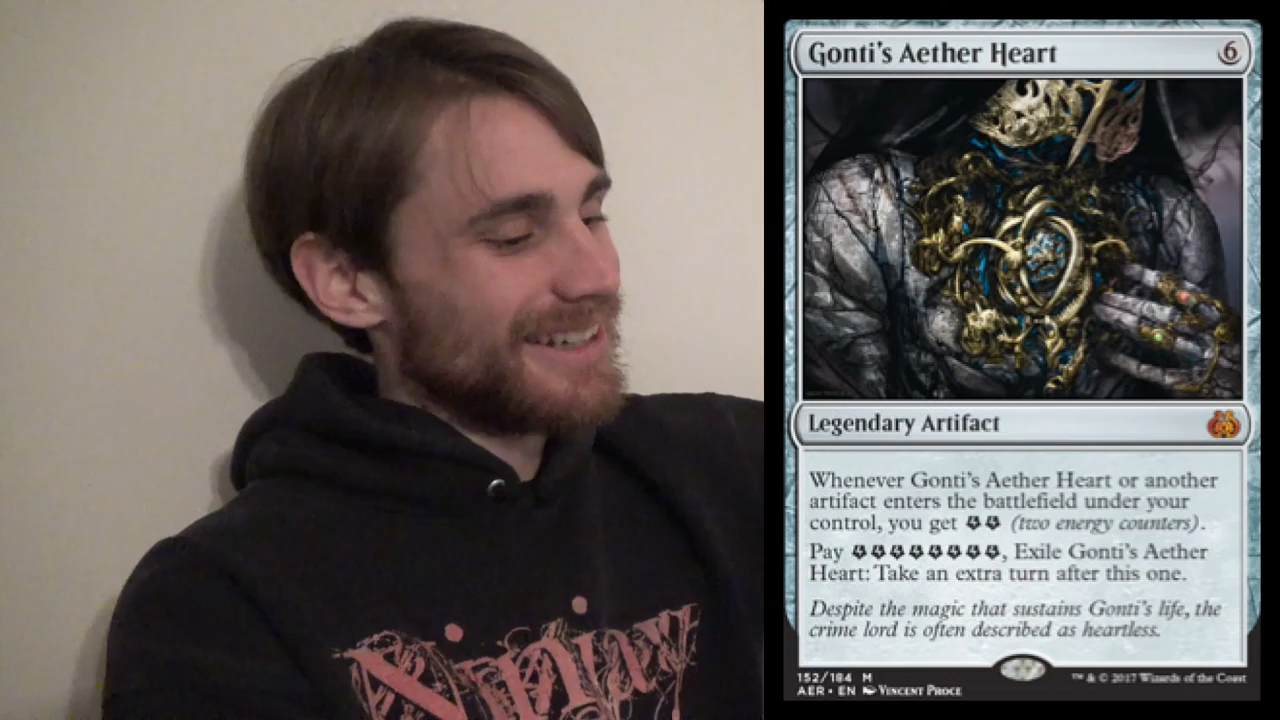 Gonti's Aether Heart 6
Legendary Artifact
Whenever Gonti's Aether Heart or another
artifact enters the battlefield under your
control, you get (two energy counters).
Pay , Exile Gonti's Aether
Heart: Take an extra turn after this one.
Despite the magic that sustains Gonti's life, the
crime lord is often described as heartless.
152/184 M
AER • EN Vincent Proce
™ & © 2017 Wizards of the Coast